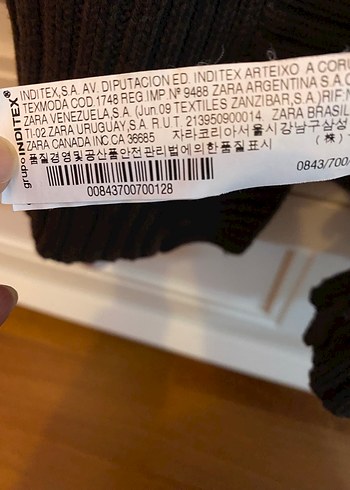 grupo INDITEX®
INDITEX,S.A. AV. DIPUTACION ED. INDITEX ARTEIXO A CORU
TEXMODA COD.1748 REG IMP.Nº 9488 ZARA ARGENTINA S.A.
ZARA VENEZUELA,S.A, (Jun.09 TEXTILES ZANZIBAR,S.A.) RIF
TI-02 ZARA URUGUAY,S.A. R U T. 213950900014. ZARA BRASIL
ZARA CANADA INC CA 36685 자라코리아서울시강남구삼성
품질경영및공산품안전관리법에의한품질표시 (株)
0843/700/
00843700700128